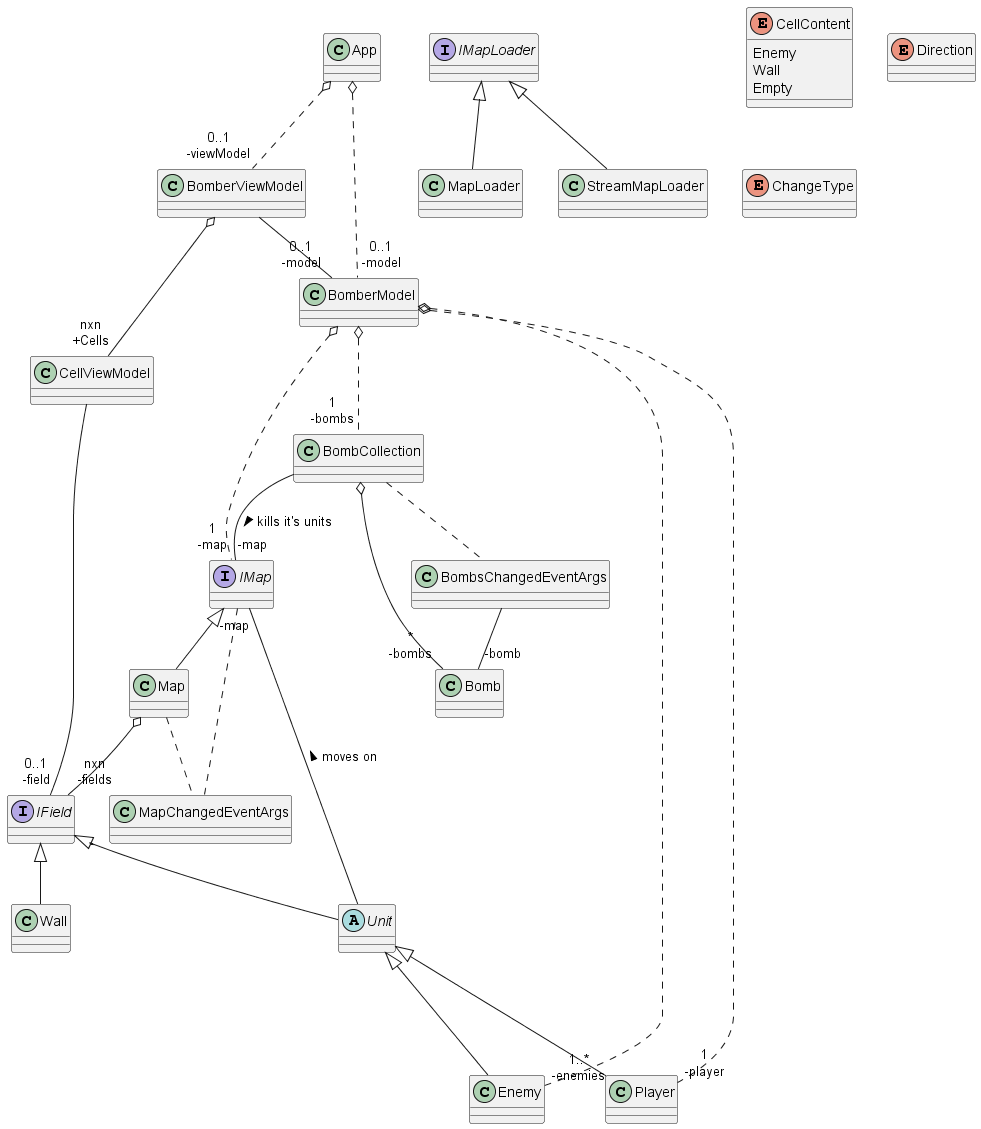 C App
I IMapLoader
E CellContent
Enemy
Wall
Empty
E Direction
0..1
-viewModel
C BomberViewModel
C MapLoader
C StreamMapLoader
E ChangeType
0..1
-model
0..1
-model
C BomberModel
nxn
+Cells
C CellViewModel
1
-bombs
C BombCollection
kills it's units
1
-map
-map
I IMap
C BombsChangedEventArgs
-map
*
-bombs
-bomb
C Map
C Bomb
moves on
0..1
-field
nxn
-fields
I IField
C MapChangedEventArgs
C Wall
A Unit
1..*
-enemies
1
-player
C Enemy
C Player